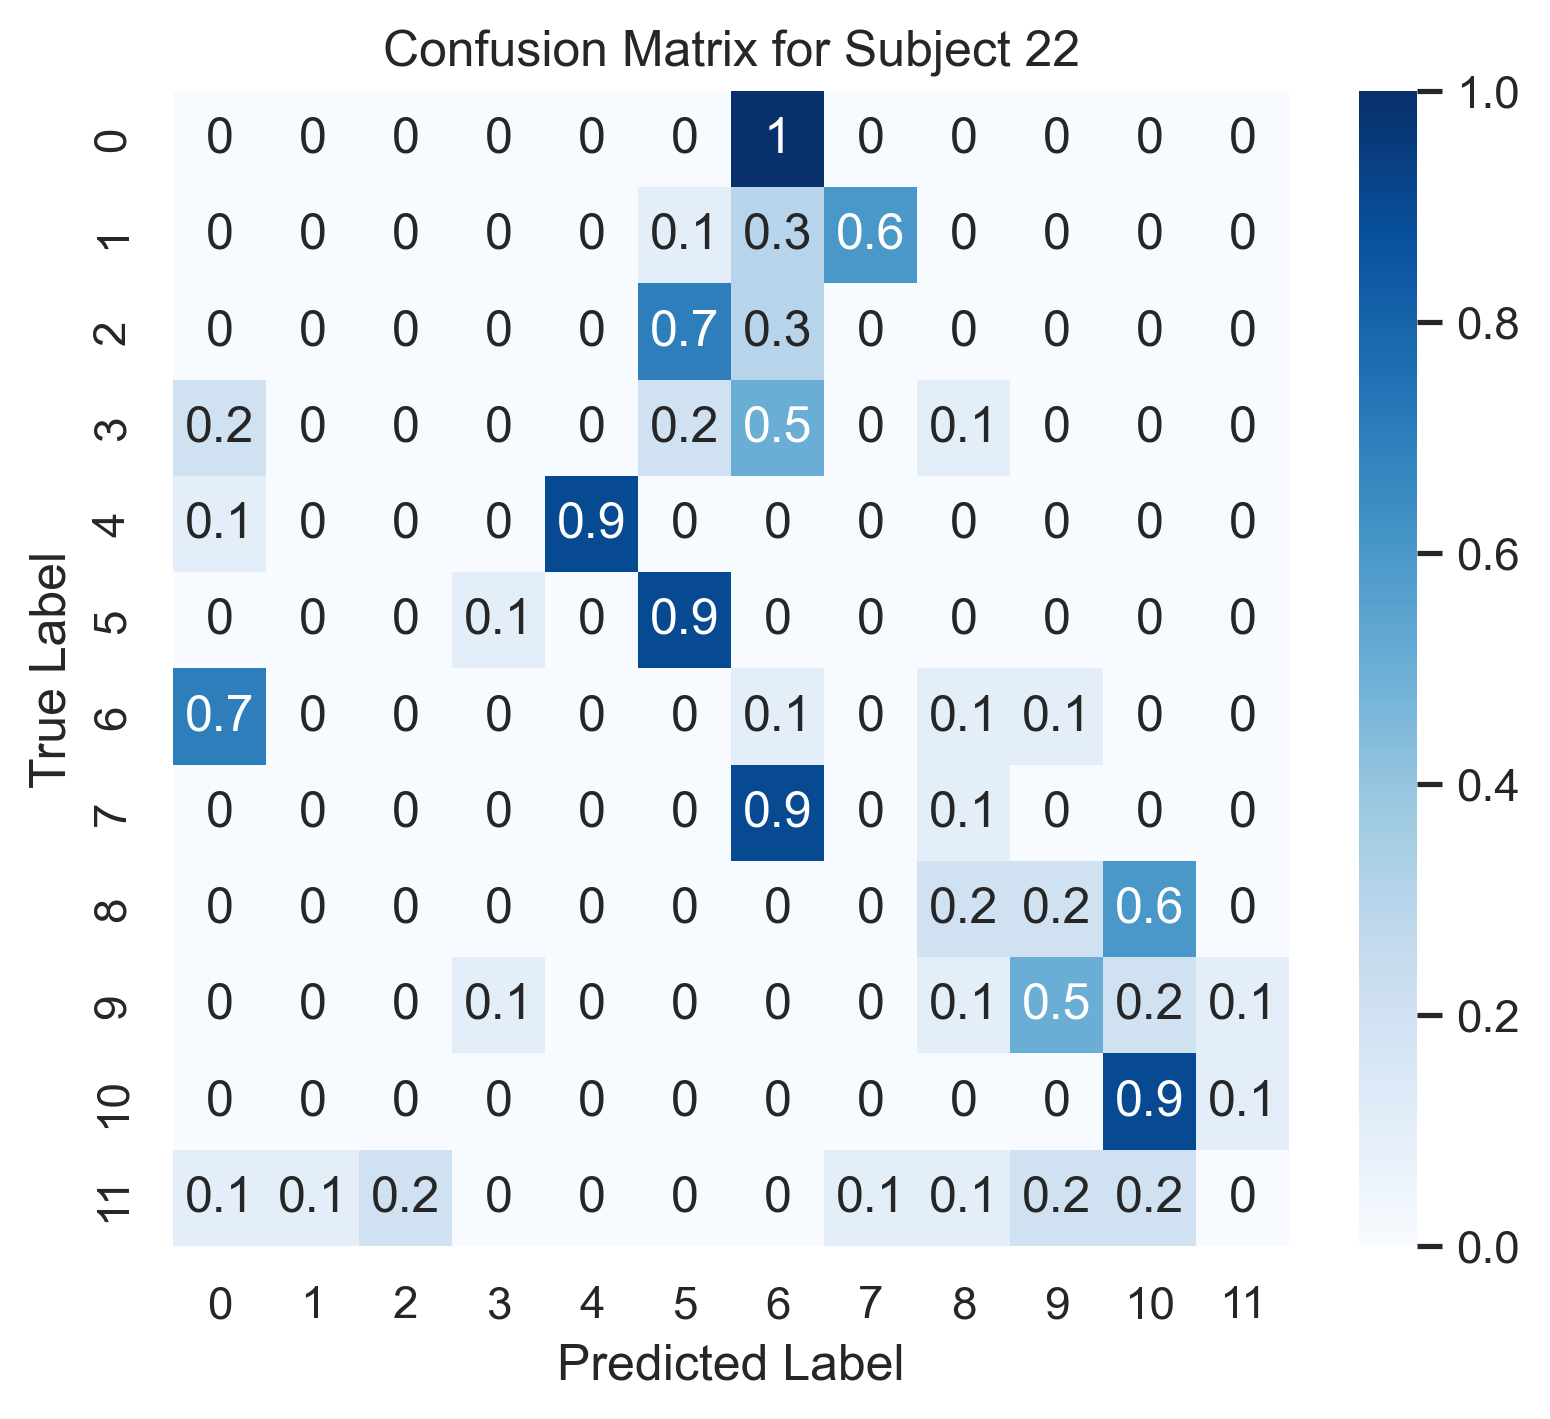 Confusion Matrix for Subject 22
0 0 0 0 0 0 0 1 0 0 0 0 0
1 0 0 0 0 0 0.1 0.3 0.6 0 0 0 0
2 0 0 0 0 0 0.7 0.3 0 0 0 0 0
3 0.2 0 0 0 0 0.2 0.5 0 0.1 0 0 0
4 0.1 0 0 0 0.9 0 0 0 0 0 0 0
5 0 0 0 0.1 0 0.9 0 0 0 0 0 0
6 0.7 0 0 0 0 0 0.1 0 0.1 0.1 0 0
7 0 0 0 0 0 0 0.9 0 0.1 0 0 0
8 0 0 0 0 0 0 0 0 0.2 0.2 0.6 0
9 0 0 0 0.1 0 0 0 0 0.1 0.5 0.2 0.1
10 0 0 0 0 0 0 0 0 0 0 0.9 0.1
11 0.1 0.1 0.2 0 0 0 0 0.1 0.1 0.2 0.2 0
0 1 2 3 4 5 6 7 8 9 10 11
Predicted Label
True Label
1.0
0.8
0.6
0.4
0.2
0.0